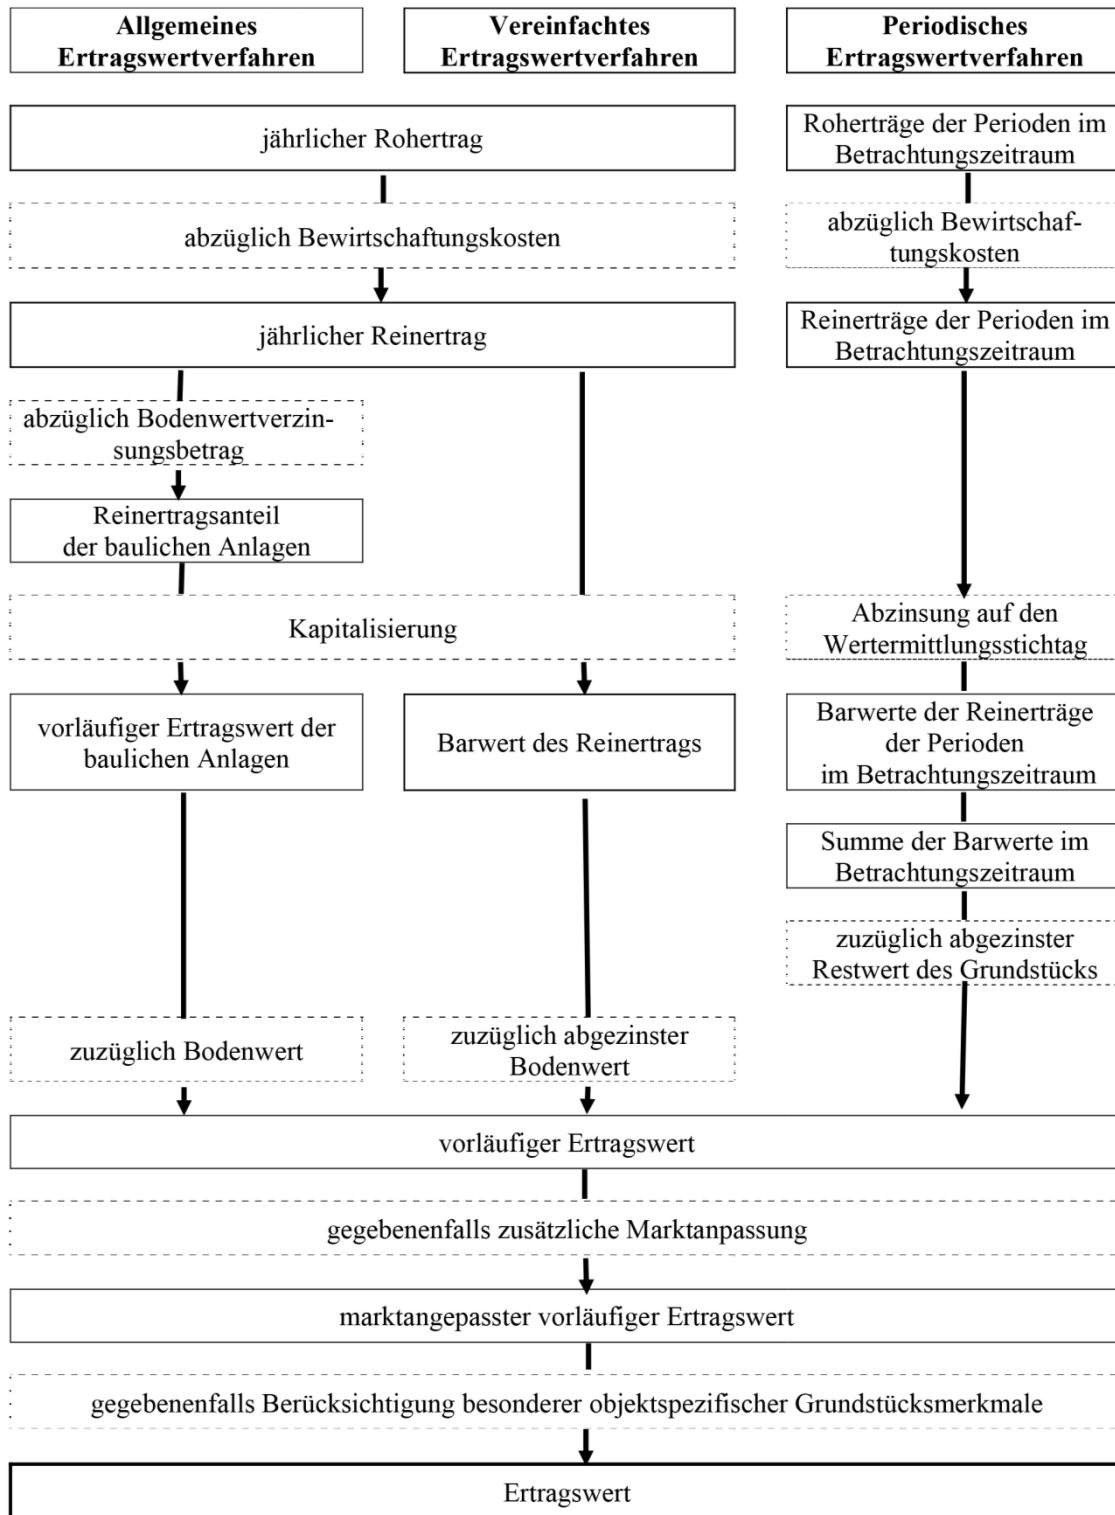 Allgemeines
Ertragswertverfahren
Vereinfachtes
Ertragswertverfahren
Periodisches
Ertragswertverfahren
jährlicher Rohertrag
Roherträge der Perioden im
Betrachtungszeitraum
abzüglich Bewirtschaftungskosten
abzüglich Bewirtschaf-
tungskosten
jährlicher Reinertrag
Reinerträge der Perioden im
Betrachtungszeitraum
abzüglich Bodenwertverzin-
sungsbetrag
Reinertragsanteil
der baulichen Anlagen
Kapitalisierung
Abzinsung auf den
Wertermittlungsstichtag
vorläufiger Ertragswert der
baulichen Anlagen
Barwert des Reinertrags
Barwerte der Reinerträge
der Perioden
im Betrachtungszeitraum
Summe der Barwerte im
Betrachtungszeitraum
zuzüglich abgezinster
Restwert des Grundstücks
zuzüglich Bodenwert
zuzüglich abgezinster
Bodenwert
vorläufiger Ertragswert
gegebenenfalls zusätzliche Marktanpassung
marktangepasster vorläufiger Ertragswert
gegebenenfalls Berücksichtigung besonderer objektspezifischer Grundstücksmerkmale
Ertragswert